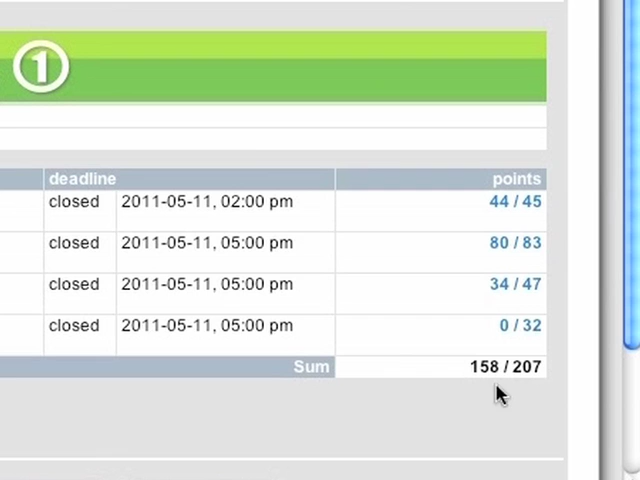 1
deadline points
closed 2011-05-11, 02:00 pm 44 / 45
closed 2011-05-11, 05:00 pm 80 / 83
closed 2011-05-11, 05:00 pm 34 / 47
closed 2011-05-11, 05:00 pm 0 / 32
Sum 158 / 207